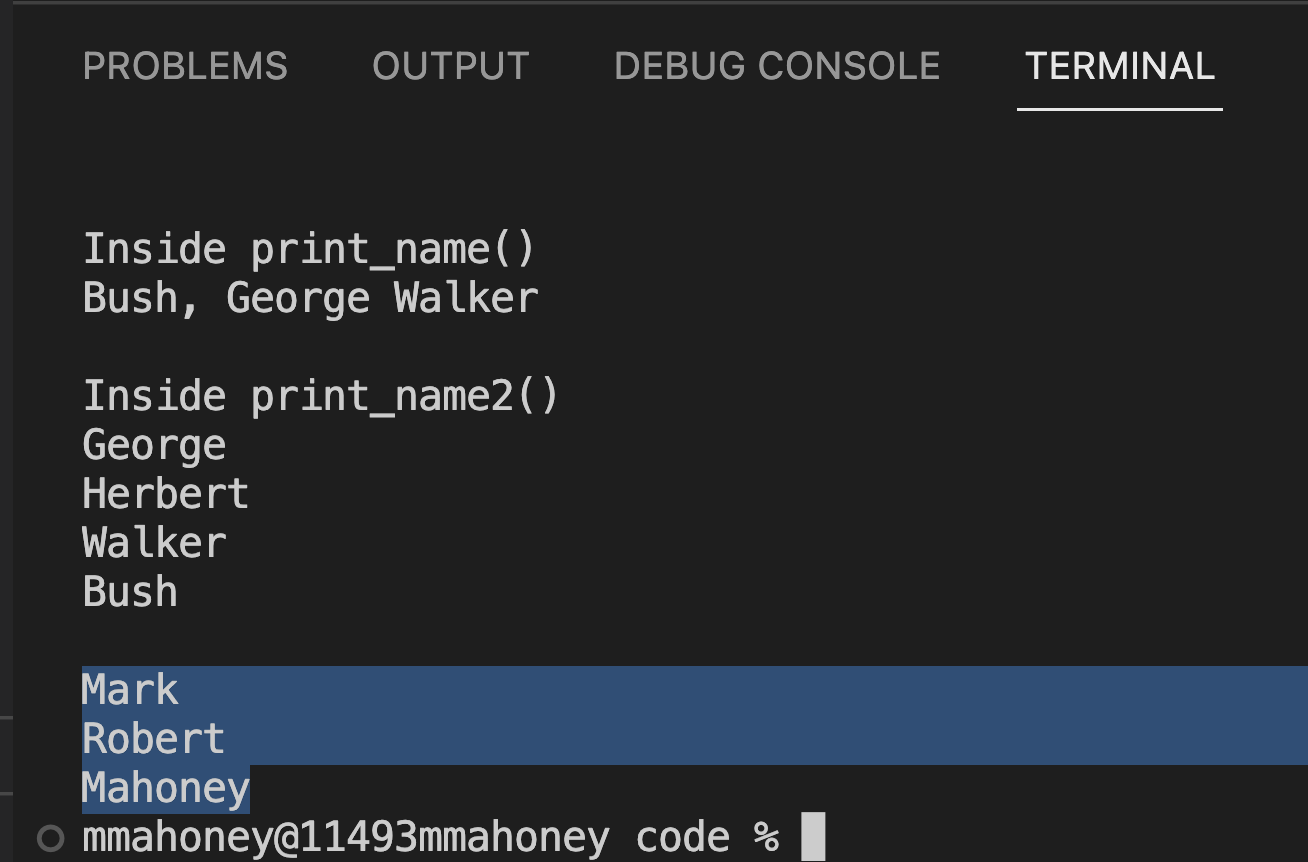 PROBLEMS OUTPUT DEBUG CONSOLE TERMINAL
Inside print_name()
Bush, George Walker
Inside print_name2()
George
Herbert
Walker
Bush
Mark
Robert
Mahoney
mmahoney@11493mmahoney code %